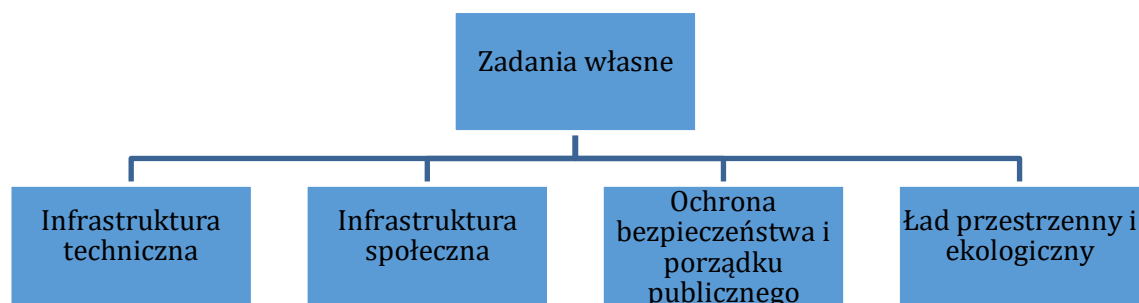 Zadania własne
Infrastruktura
techniczna
Infrastruktura
społeczna
Ochrona
bezpieczeństwa i
porządku
publicznego
Ład przestrzenny i
ekologiczny